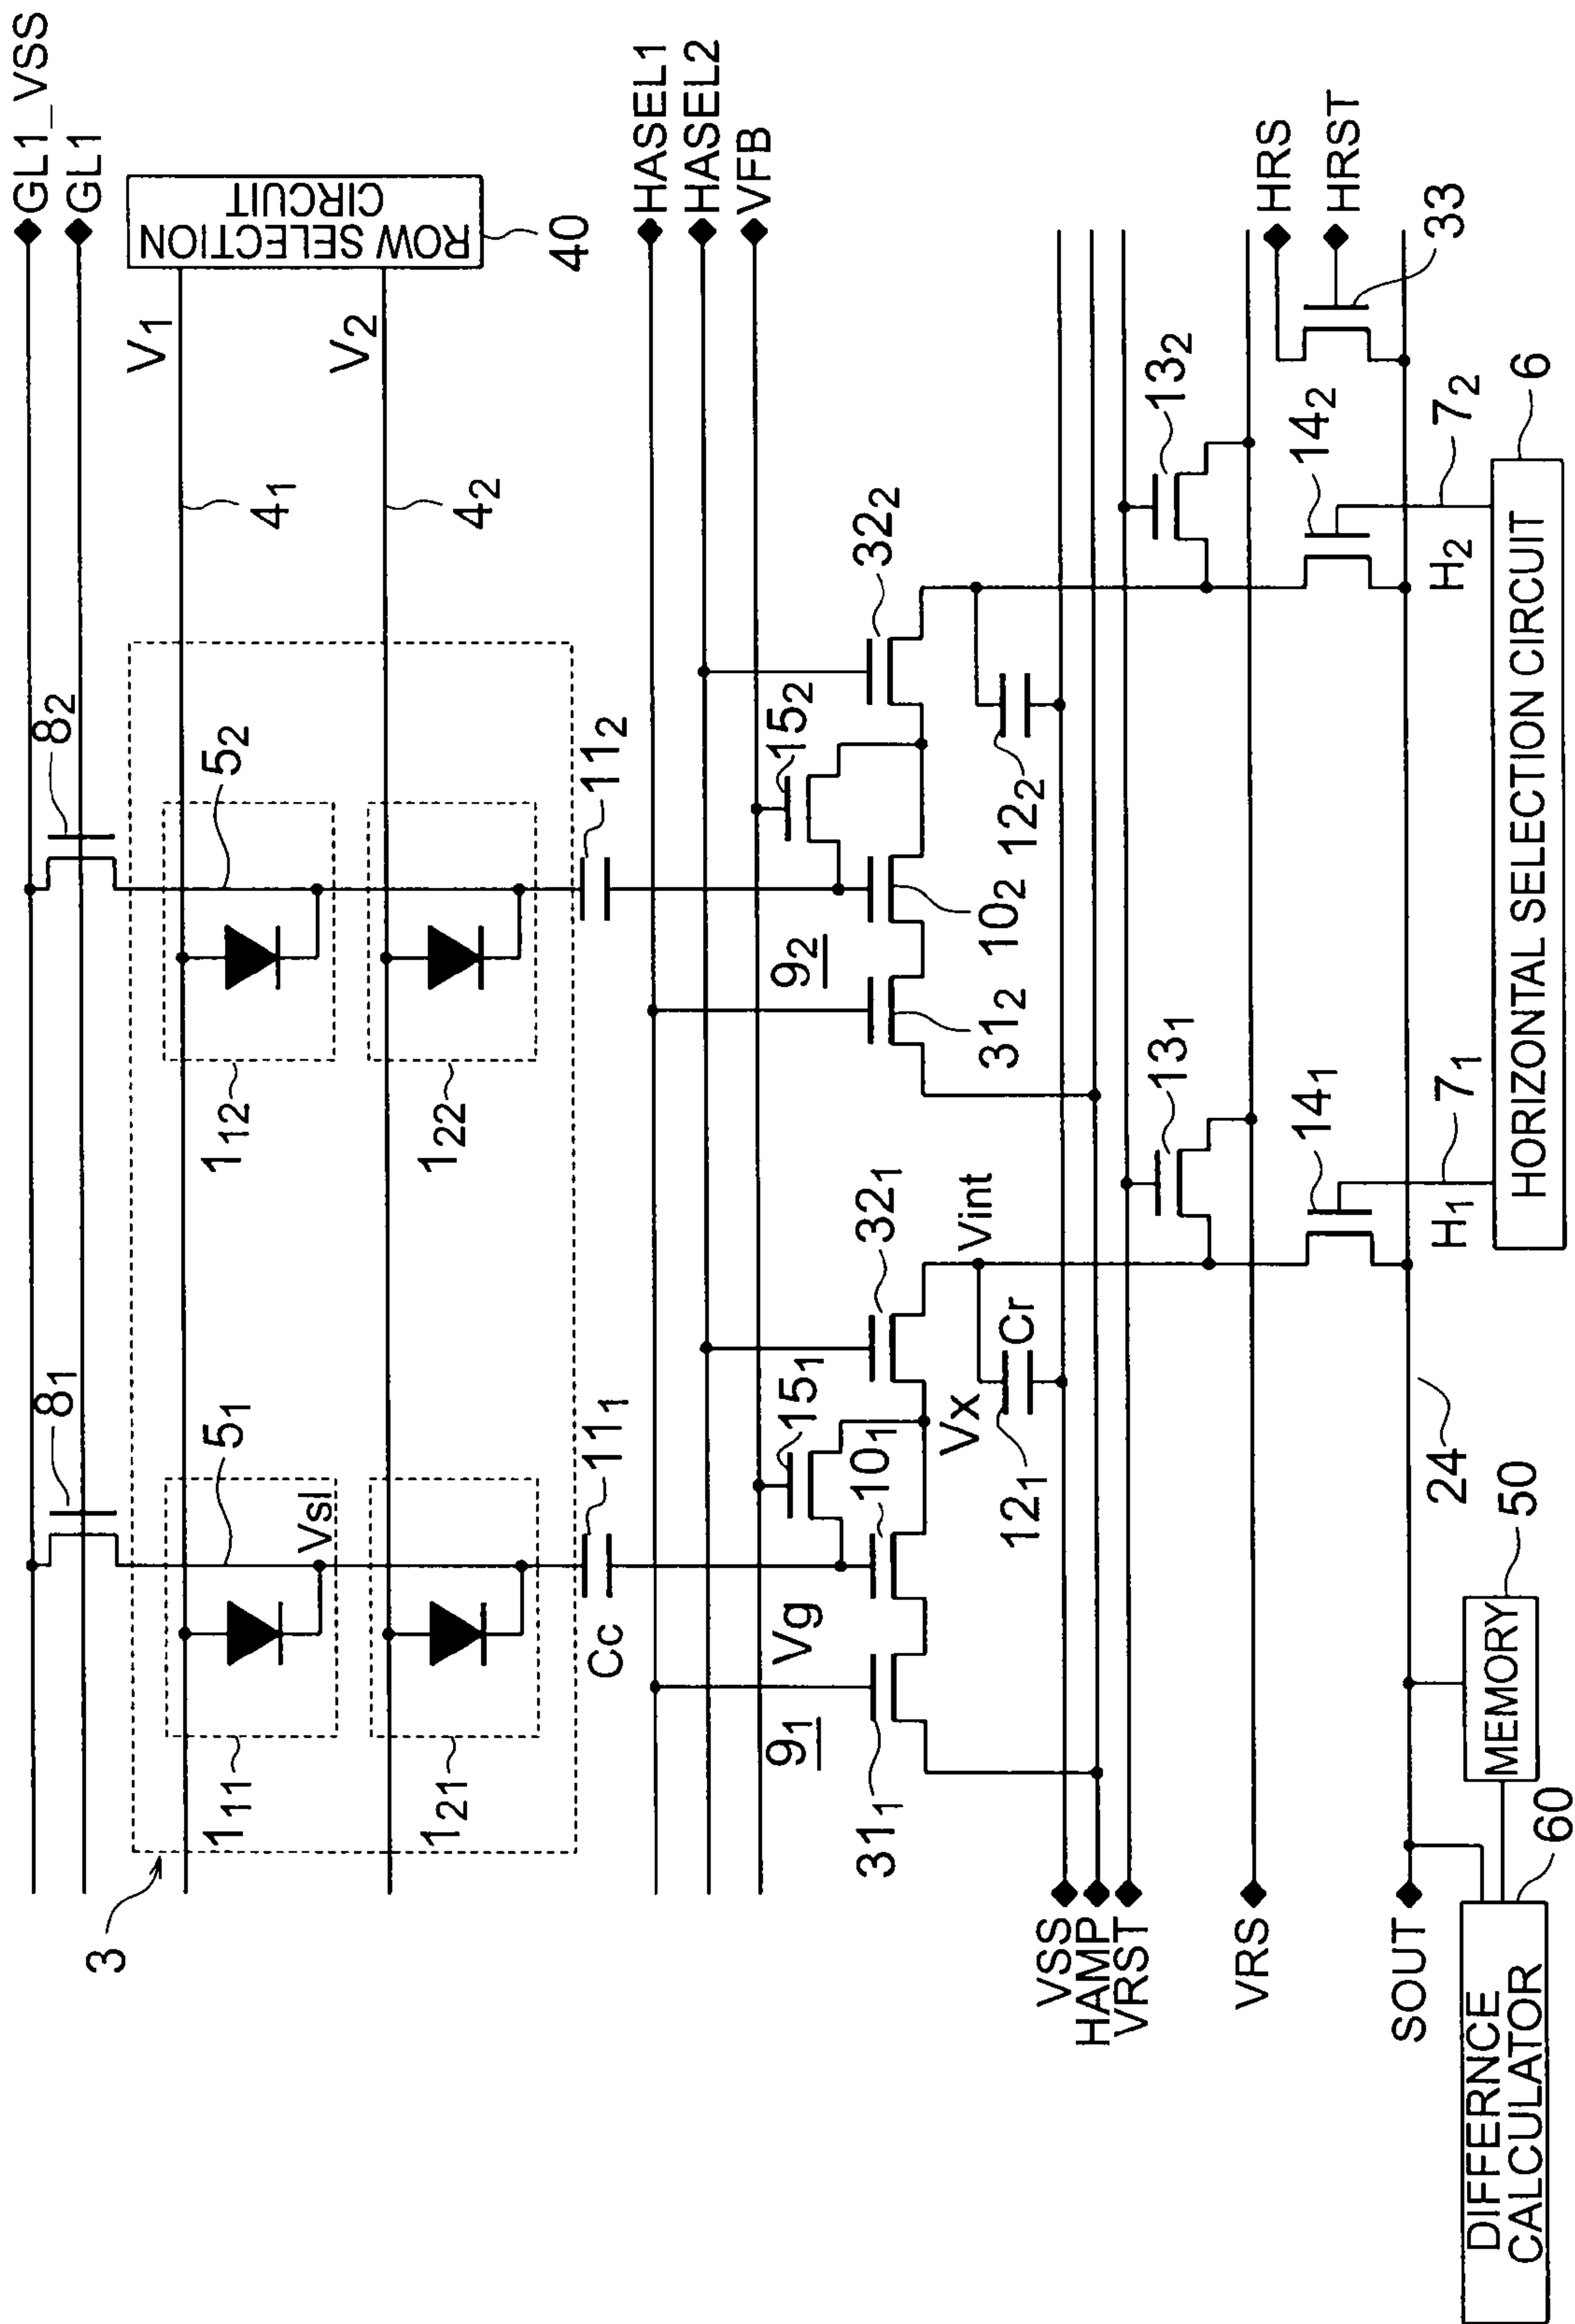 GL1_VSS
GL1
ROW SELECTION
CIRCUIT
40
V1
V2
41
42
81
82
51
52
Vsl
111
112
121
122
3
Cc
111
112
HASEL1
HASEL2
VFB
91
92
Vg
151
152
101
102
311
312
321
322
Vx
Vint
Cr
121
122
VSS
HAMP
VRST
VRS
131
132
HRS
HRST
33
141
142
H1
H2
71
72
6
HORIZONTAL SELECTION CIRCUIT
SOUT
24
MEMORY
50
DIFFERNCE
CALCULATOR
60